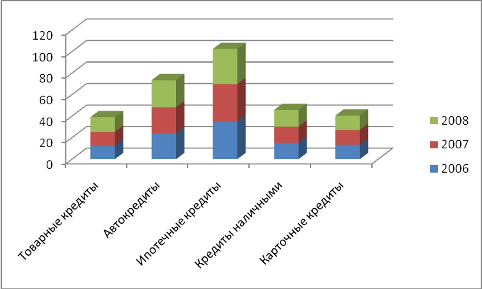 120
100
80
60
40
20
0
2008
2007
2006
Товарные кредиты
Автокредиты
Ипотечные кредиты
Кредиты наличными
Карточные кредиты